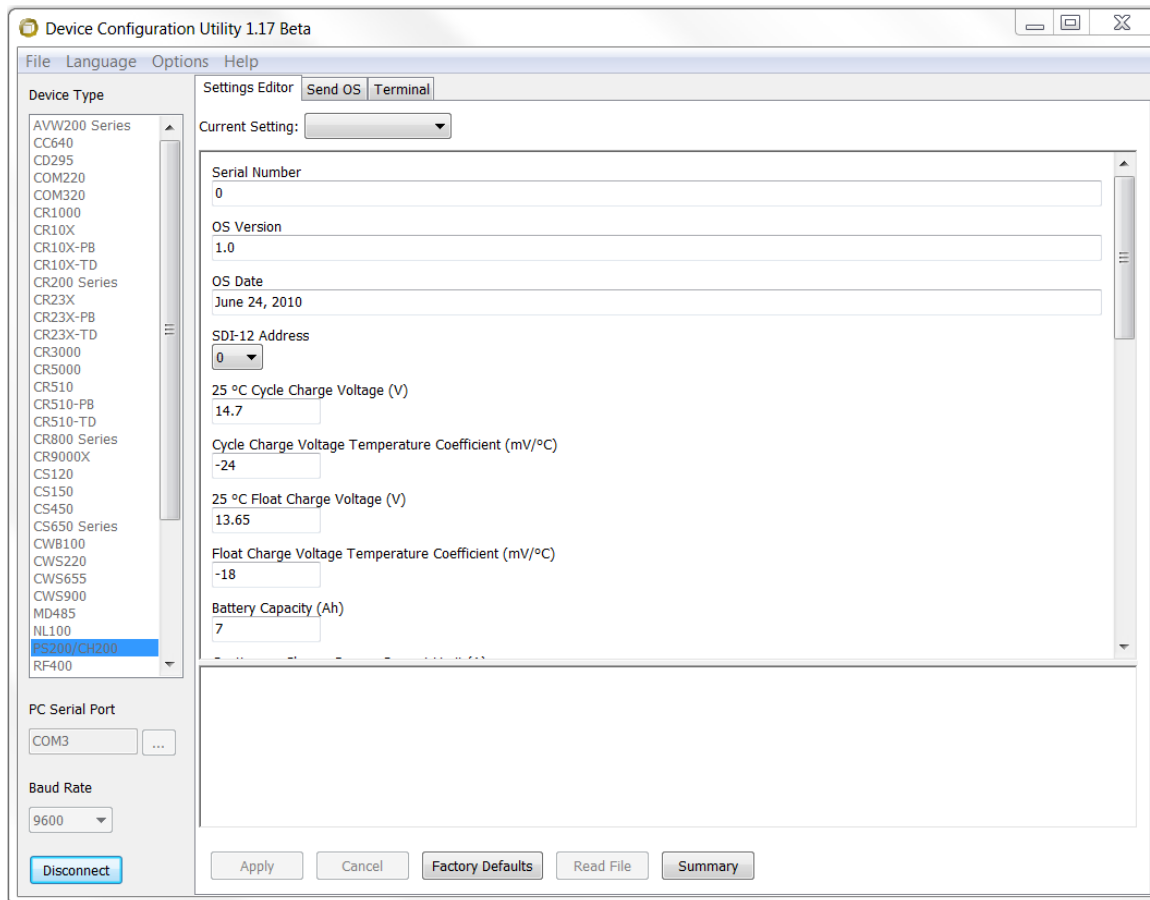 Device Configuration Utility 1.17 Beta
File Language Options Help
Device Type
AVW200 Series
CC640
CD295
COM220
COM320
CR1000
CR10X
CR10X-PB
CR10X-TD
CR200 Series
CR23X
CR23X-PB
CR23X-TD
CR3000
CR5000
CR510
CR510-PB
CR510-TD
CR800 Series
CR9000X
CS120
CS150
CS450
CS650 Series
CWB100
CWS220
CWS655
CWS900
MD485
NL100
PS200/CH200
RF400
PC Serial Port
COM3 ...
Baud Rate
9600
Disconnect
Settings Editor Send OS Terminal
Current Setting:
Serial Number
0
OS Version
1.0
OS Date
June 24, 2010
SDI-12 Address
0
25 ºC Cycle Charge Voltage (V)
14.7
Cycle Charge Voltage Temperature Coefficient (mV/ºC)
-24
25 ºC Float Charge Voltage (V)
13.65
Float Charge Voltage Temperature Coefficient (mV/ºC)
-18
Battery Capacity (Ah)
7
Apply Cancel Factory Defaults Read File Summary